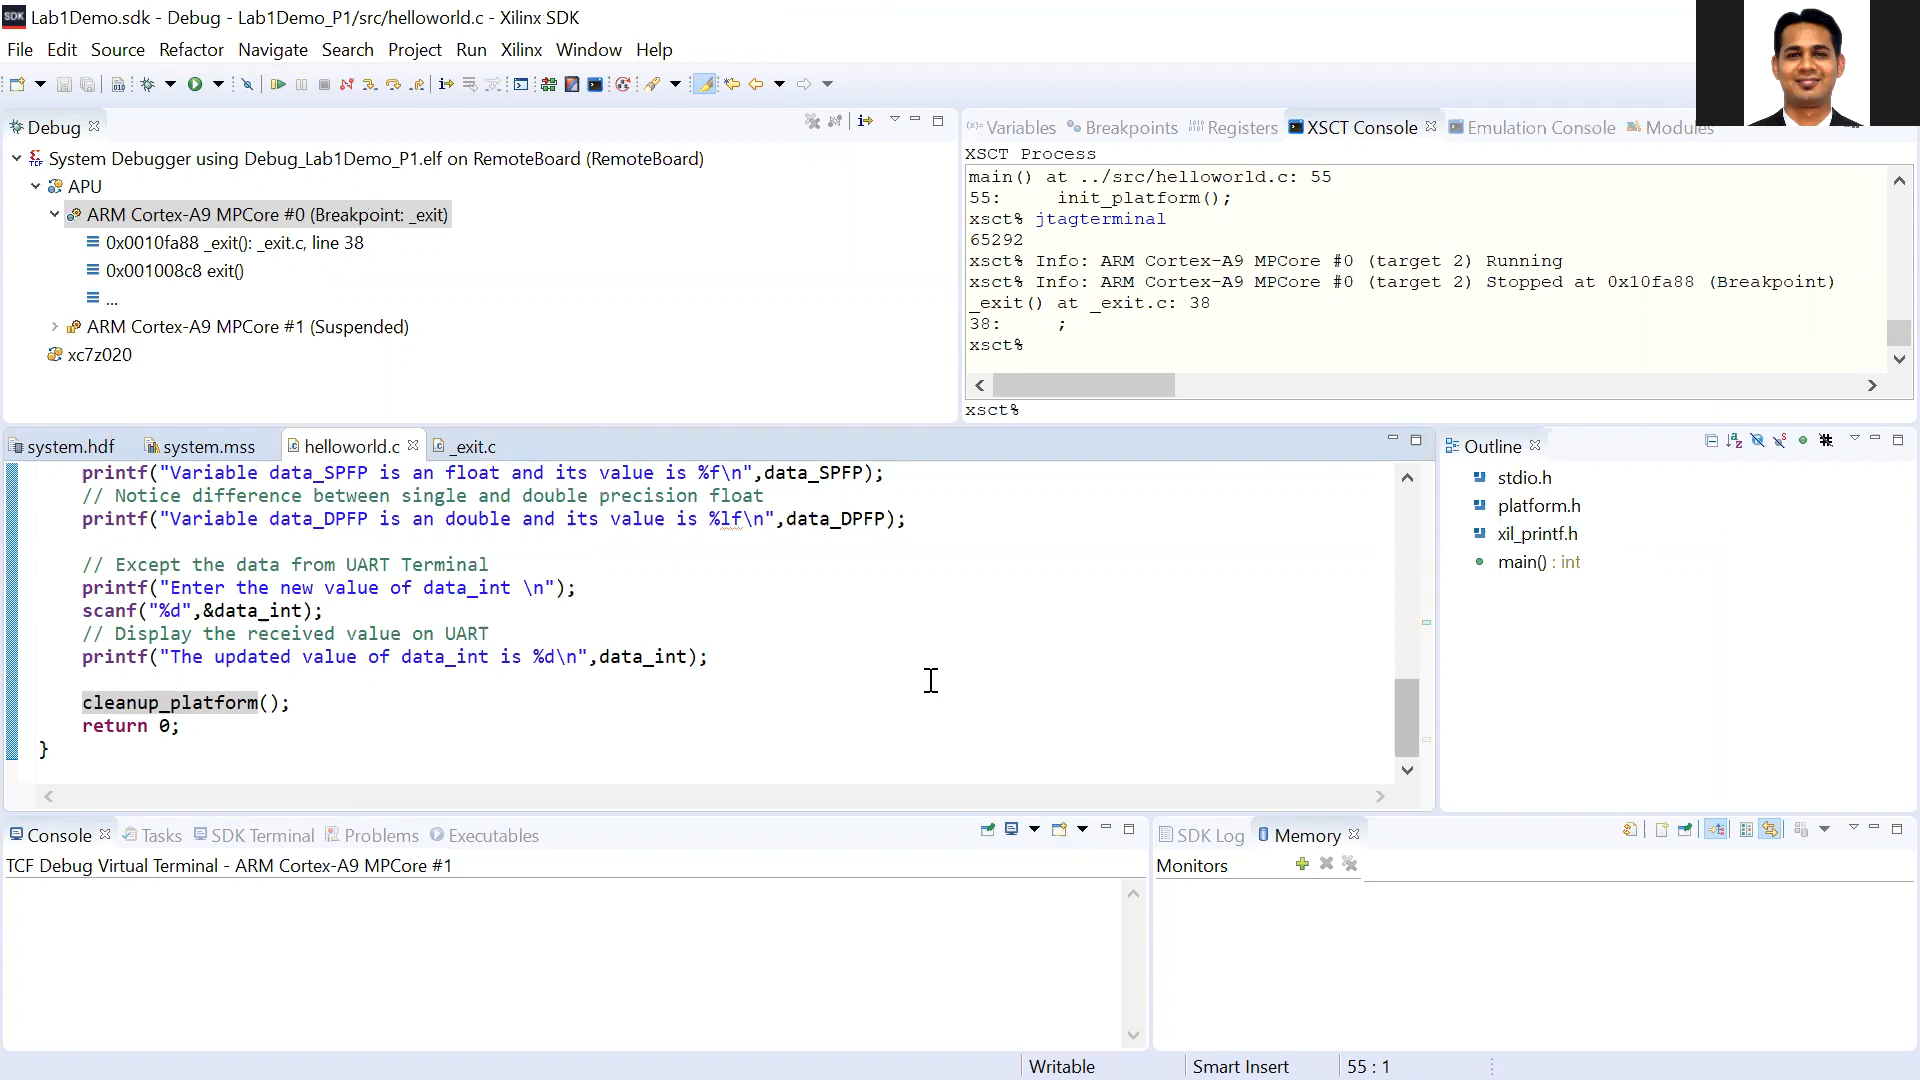 SDK Lab1Demo.sdk - Debug - Lab1Demo_P1/src/helloworld.c - Xilinx SDK
File Edit Source Refactor Navigate Search Project Run Xilinx Window Help
Debug
System Debugger using Debug_Lab1Demo_P1.elf on RemoteBoard (RemoteBoard)
APU
ARM Cortex-A9 MPCore #0 (Breakpoint: _exit)
0x0010fa88 _exit(): _exit.c, line 38
0x001008c8 exit()
...
ARM Cortex-A9 MPCore #1 (Suspended)
xc7z020
Variables Breakpoints Registers XSCT Console Emulation Console Modules
XSCT Process
main() at ../src/helloworld.c: 55
55:     init_platform();
xsct% jtagterminal
65292
xsct% Info: ARM Cortex-A9 MPCore #0 (target 2) Running
xsct% Info: ARM Cortex-A9 MPCore #0 (target 2) Stopped at 0x10fa88 (Breakpoint)
_exit() at _exit.c: 38
38:     ;
xsct%
xsct%
system.hdf system.mss helloworld.c _exit.c
printf("Variable data_SPFP is an float and its value is %f\n",data_SPFP);
// Notice difference between single and double precision float
printf("Variable data_DPFP is an double and its value is %lf\n",data_DPFP);
// Except the data from UART Terminal
printf("Enter the new value of data_int \n");
scanf("%d",&data_int);
// Display the received value on UART
printf("The updated value of data_int is %d\n",data_int);
cleanup_platform();
return 0;
}
Outline
stdio.h
platform.h
xil_printf.h
main() : int
Console Tasks SDK Terminal Problems Executables
TCF Debug Virtual Terminal - ARM Cortex-A9 MPCore #1
SDK Log Memory
Monitors
Writable Smart Insert 55 : 1